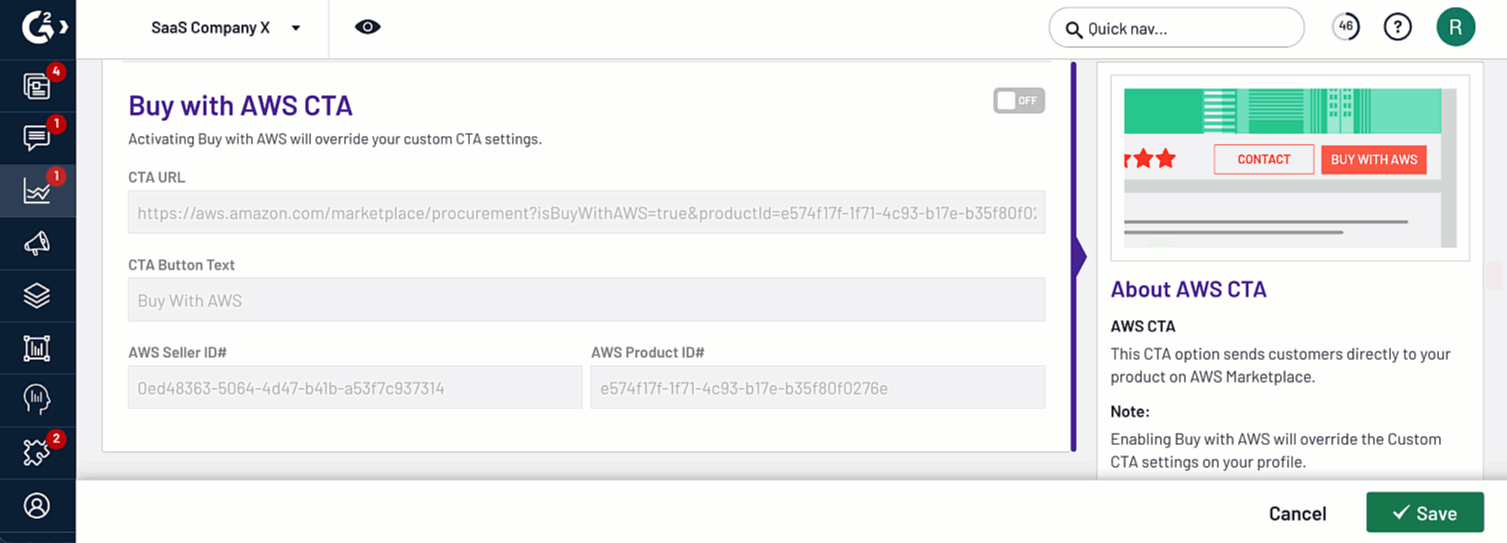 G2
SaaS Company X
Quick nav...
46
?
R
4
1
1
2
Buy with AWS CTA
OFF
Activating Buy with AWS will override your custom CTA settings.
CTA URL
https://aws.amazon.com/marketplace/procurement?isBuyWithAWS=true&productId=e574f17f-1f71-4c93-b17e-b35f80f02
CTA Button Text
Buy With AWS
AWS Seller ID# AWS Product ID#
0ed48363-5064-4d47-b41b-a53f7c937314 e574f17f-1f71-4c93-b17e-b35f80f0276e
CONTACT BUY WITH AWS
About AWS CTA
AWS CTA
This CTA option sends customers directly to your
product on AWS Marketplace.
Note:
Enabling Buy with AWS will override the Custom
CTA settings on your profile.
Cancel Save